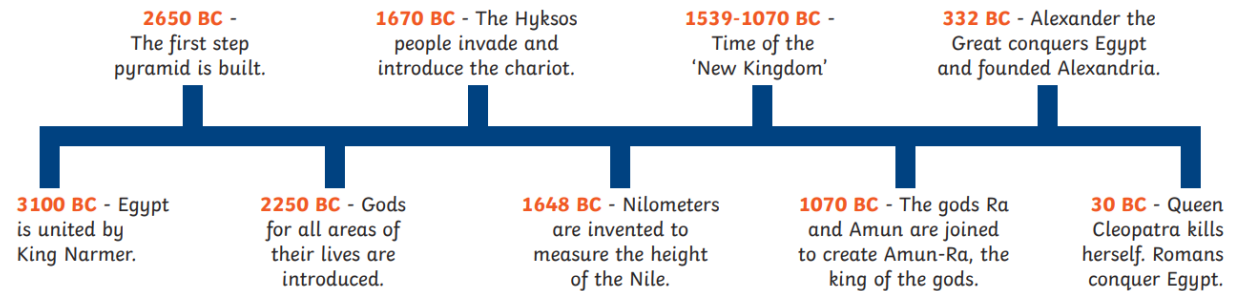 2650 BC -
The first step
pyramid is built.
1670 BC - The Hyksos
people invade and
introduce the chariot.
1539-1070 BC -
Time of the
‘New Kingdom’
332 BC - Alexander the
Great conquers Egypt
and founded Alexandria.
3100 BC - Egypt
is united by
King Narmer.
2250 BC - Gods
for all areas of
their lives are
introduced.
1648 BC - Nilometers
are invented to
measure the height
of the Nile.
1070 BC - The gods Ra
and Amun are joined
to create Amun-Ra, the
king of the gods.
30 BC - Queen
Cleopatra kills
herself. Romans
conquer Egypt.